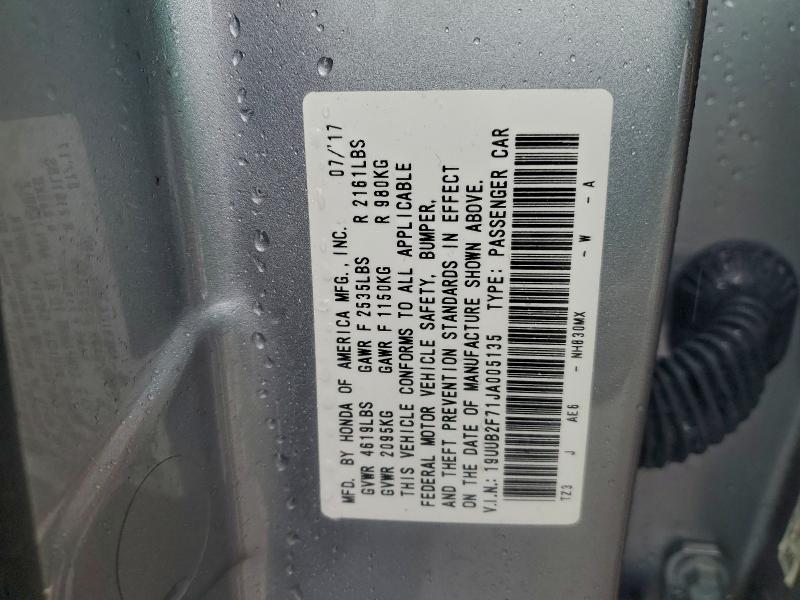 MFD. BY HONDA OF AMERICA MFG., INC. 07/'17
GVWR 4619LBS GAWR F 2535LBS R 2161LBS
GVWR 2095KG GAWR F 1150KG R 980KG
THIS VEHICLE CONFORMS TO ALL APPLICABLE
FEDERAL MOTOR VEHICLE SAFETY, BUMPER,
AND THEFT PREVENTION STANDARDS IN EFFECT
ON THE DATE OF MANUFACTURE SHOWN ABOVE.
V.I.N.: 19UUB2F71JA005135 TYPE: PASSENGER CAR
TZ3 J AE6 - NH830MX - W - A